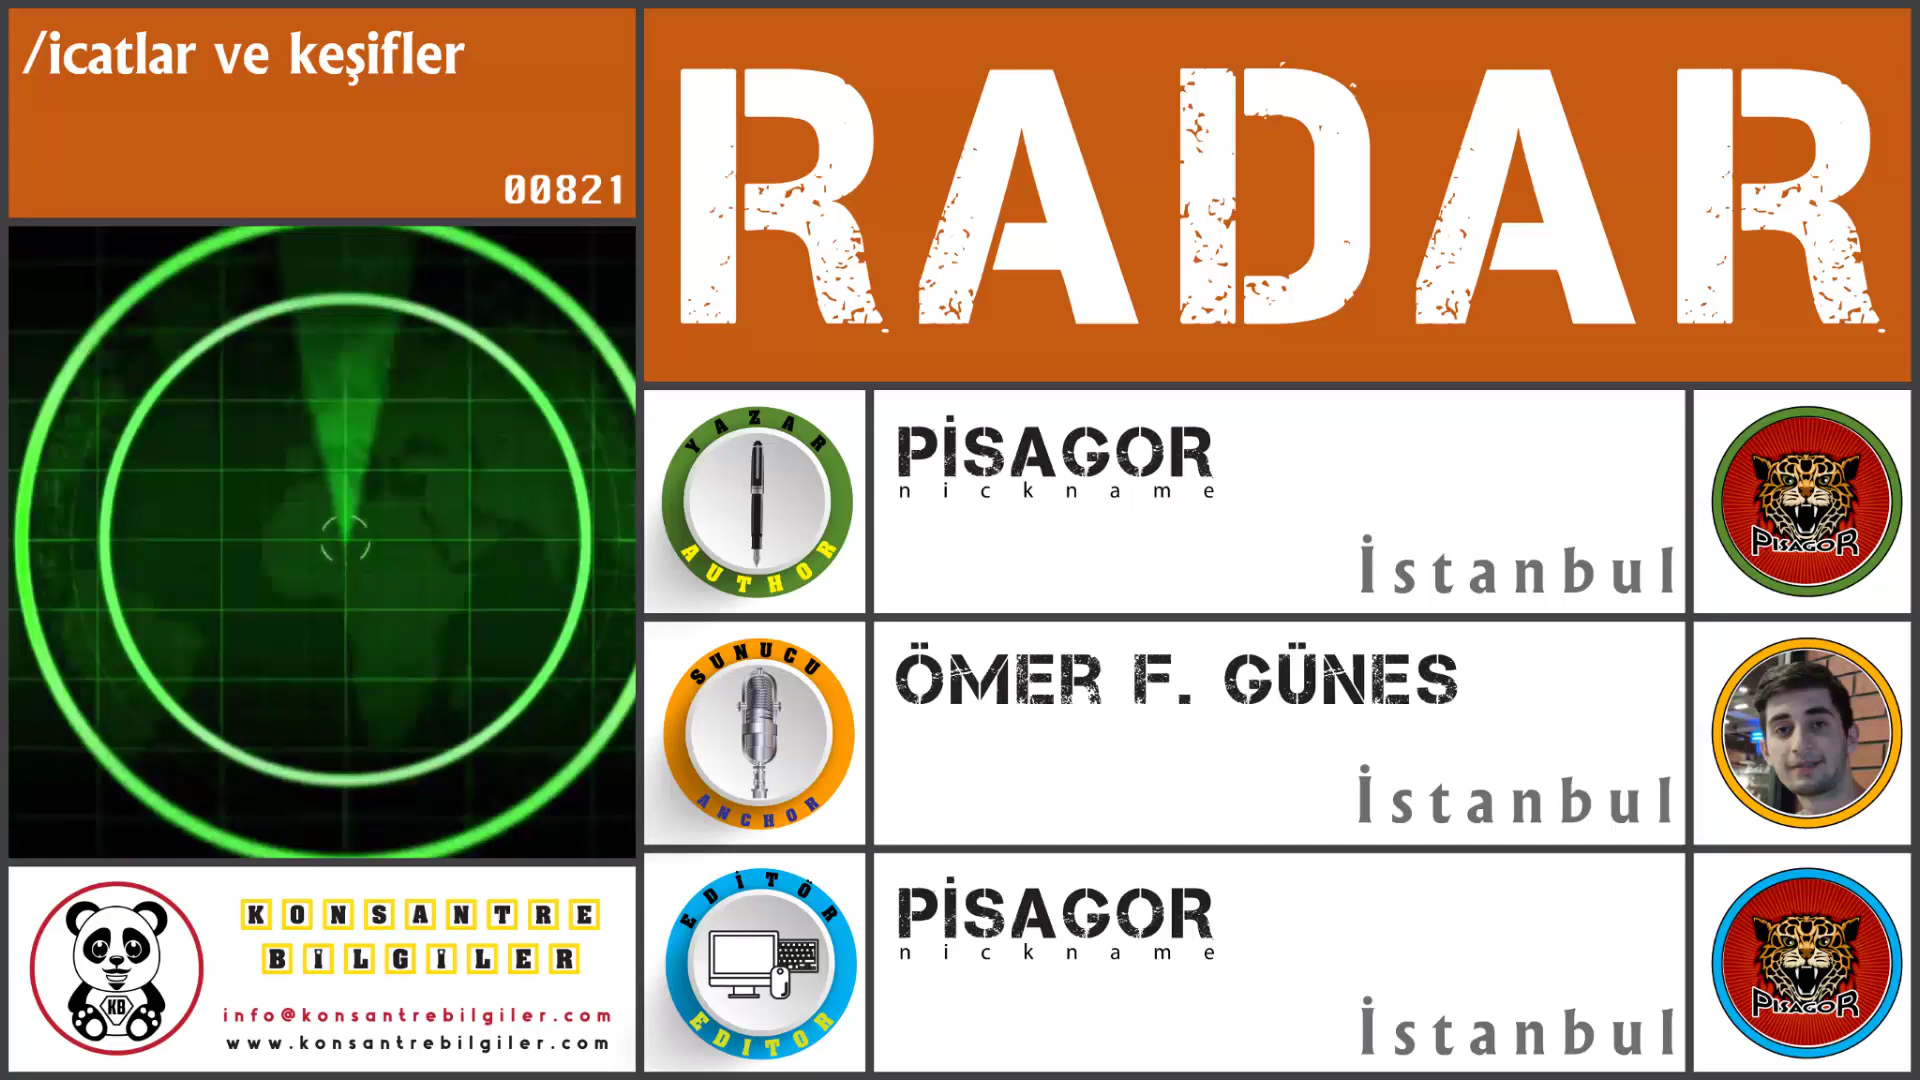 /icatlar ve keşifler
00821
RADAR
YAZAR
AUTHOR
PİSAGOR
nickname
İstanbul
PISAGOR
SUNUCU
ANCHOR
ÖMER F. GÜNES
İstanbul
EDİTÖR
EDITOR
PİSAGOR
nickname
İstanbul
PISAGOR
KB
KONSANTRE
BİLGİLER
info@konsantrebilgiler.com
www.konsantrebilgiler.com